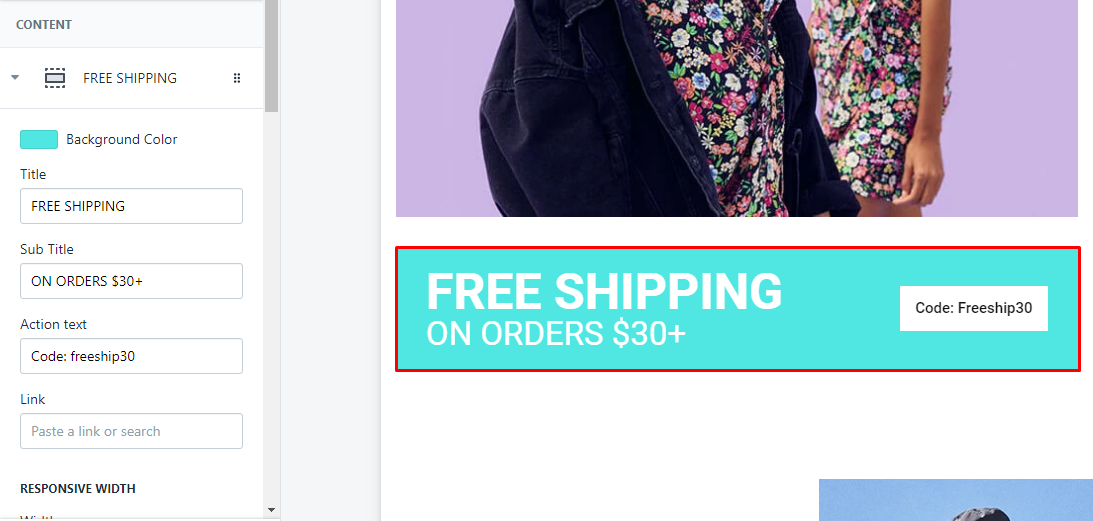 CONTENT
FREE SHIPPING
Background Color
Title
FREE SHIPPING
Sub Title
ON ORDERS $30+
Action text
Code: freeship30
Link
Paste a link or search
RESPONSIVE WIDTH
Width
FREE SHIPPING
ON ORDERS $30+
Code: Freeship30